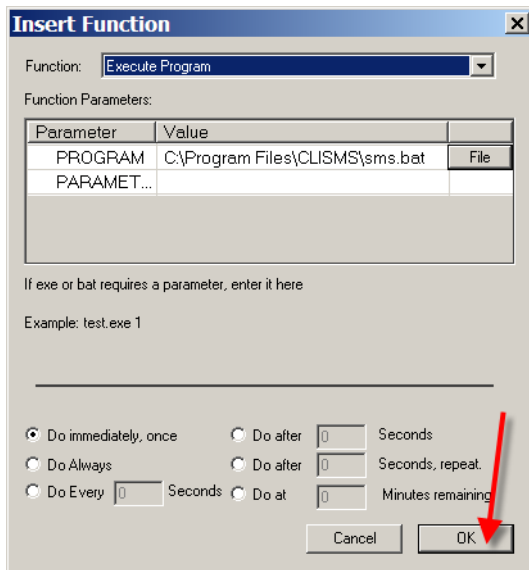 Insert Function
Function: Execute Program
Function Parameters:
Parameter Value
PROGRAM C:\Program Files\CLISMS\sms.bat File
PARAMET...
If exe or bat requires a parameter, enter it here
Example: test.exe 1
Do immediately, once Do after 0 Seconds
Do Always Do after 0 Seconds, repeat.
Do Every 0 Seconds Do at 0 Minutes remaining
Cancel OK